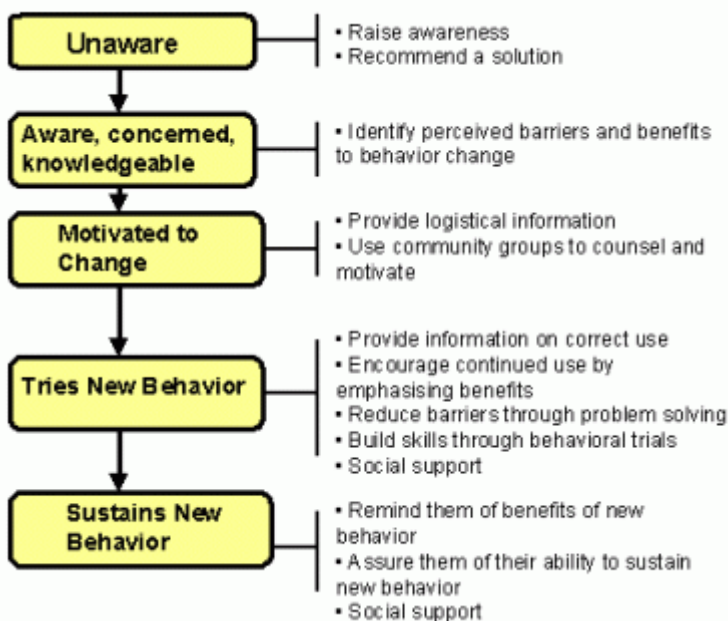 Unaware
▪ Raise awareness
▪ Recommend a solution
Aware, concerned,
knowledgeable
▪ Identify perceived barriers and benefits
to behavior change
Motivated to
Change
▪ Provide logistical information
▪ Use community groups to counsel and
motivate
Tries New Behavior
▪ Provide information on correct use
▪ Encourage continued use by
emphasising benefits
▪ Reduce barriers through problem solving
▪ Build skills through behavioral trials
▪ Social support
Sustains New
Behavior
▪ Remind them of benefits of new
behavior
▪ Assure them of their ability to sustain
new behavior
▪ Social support